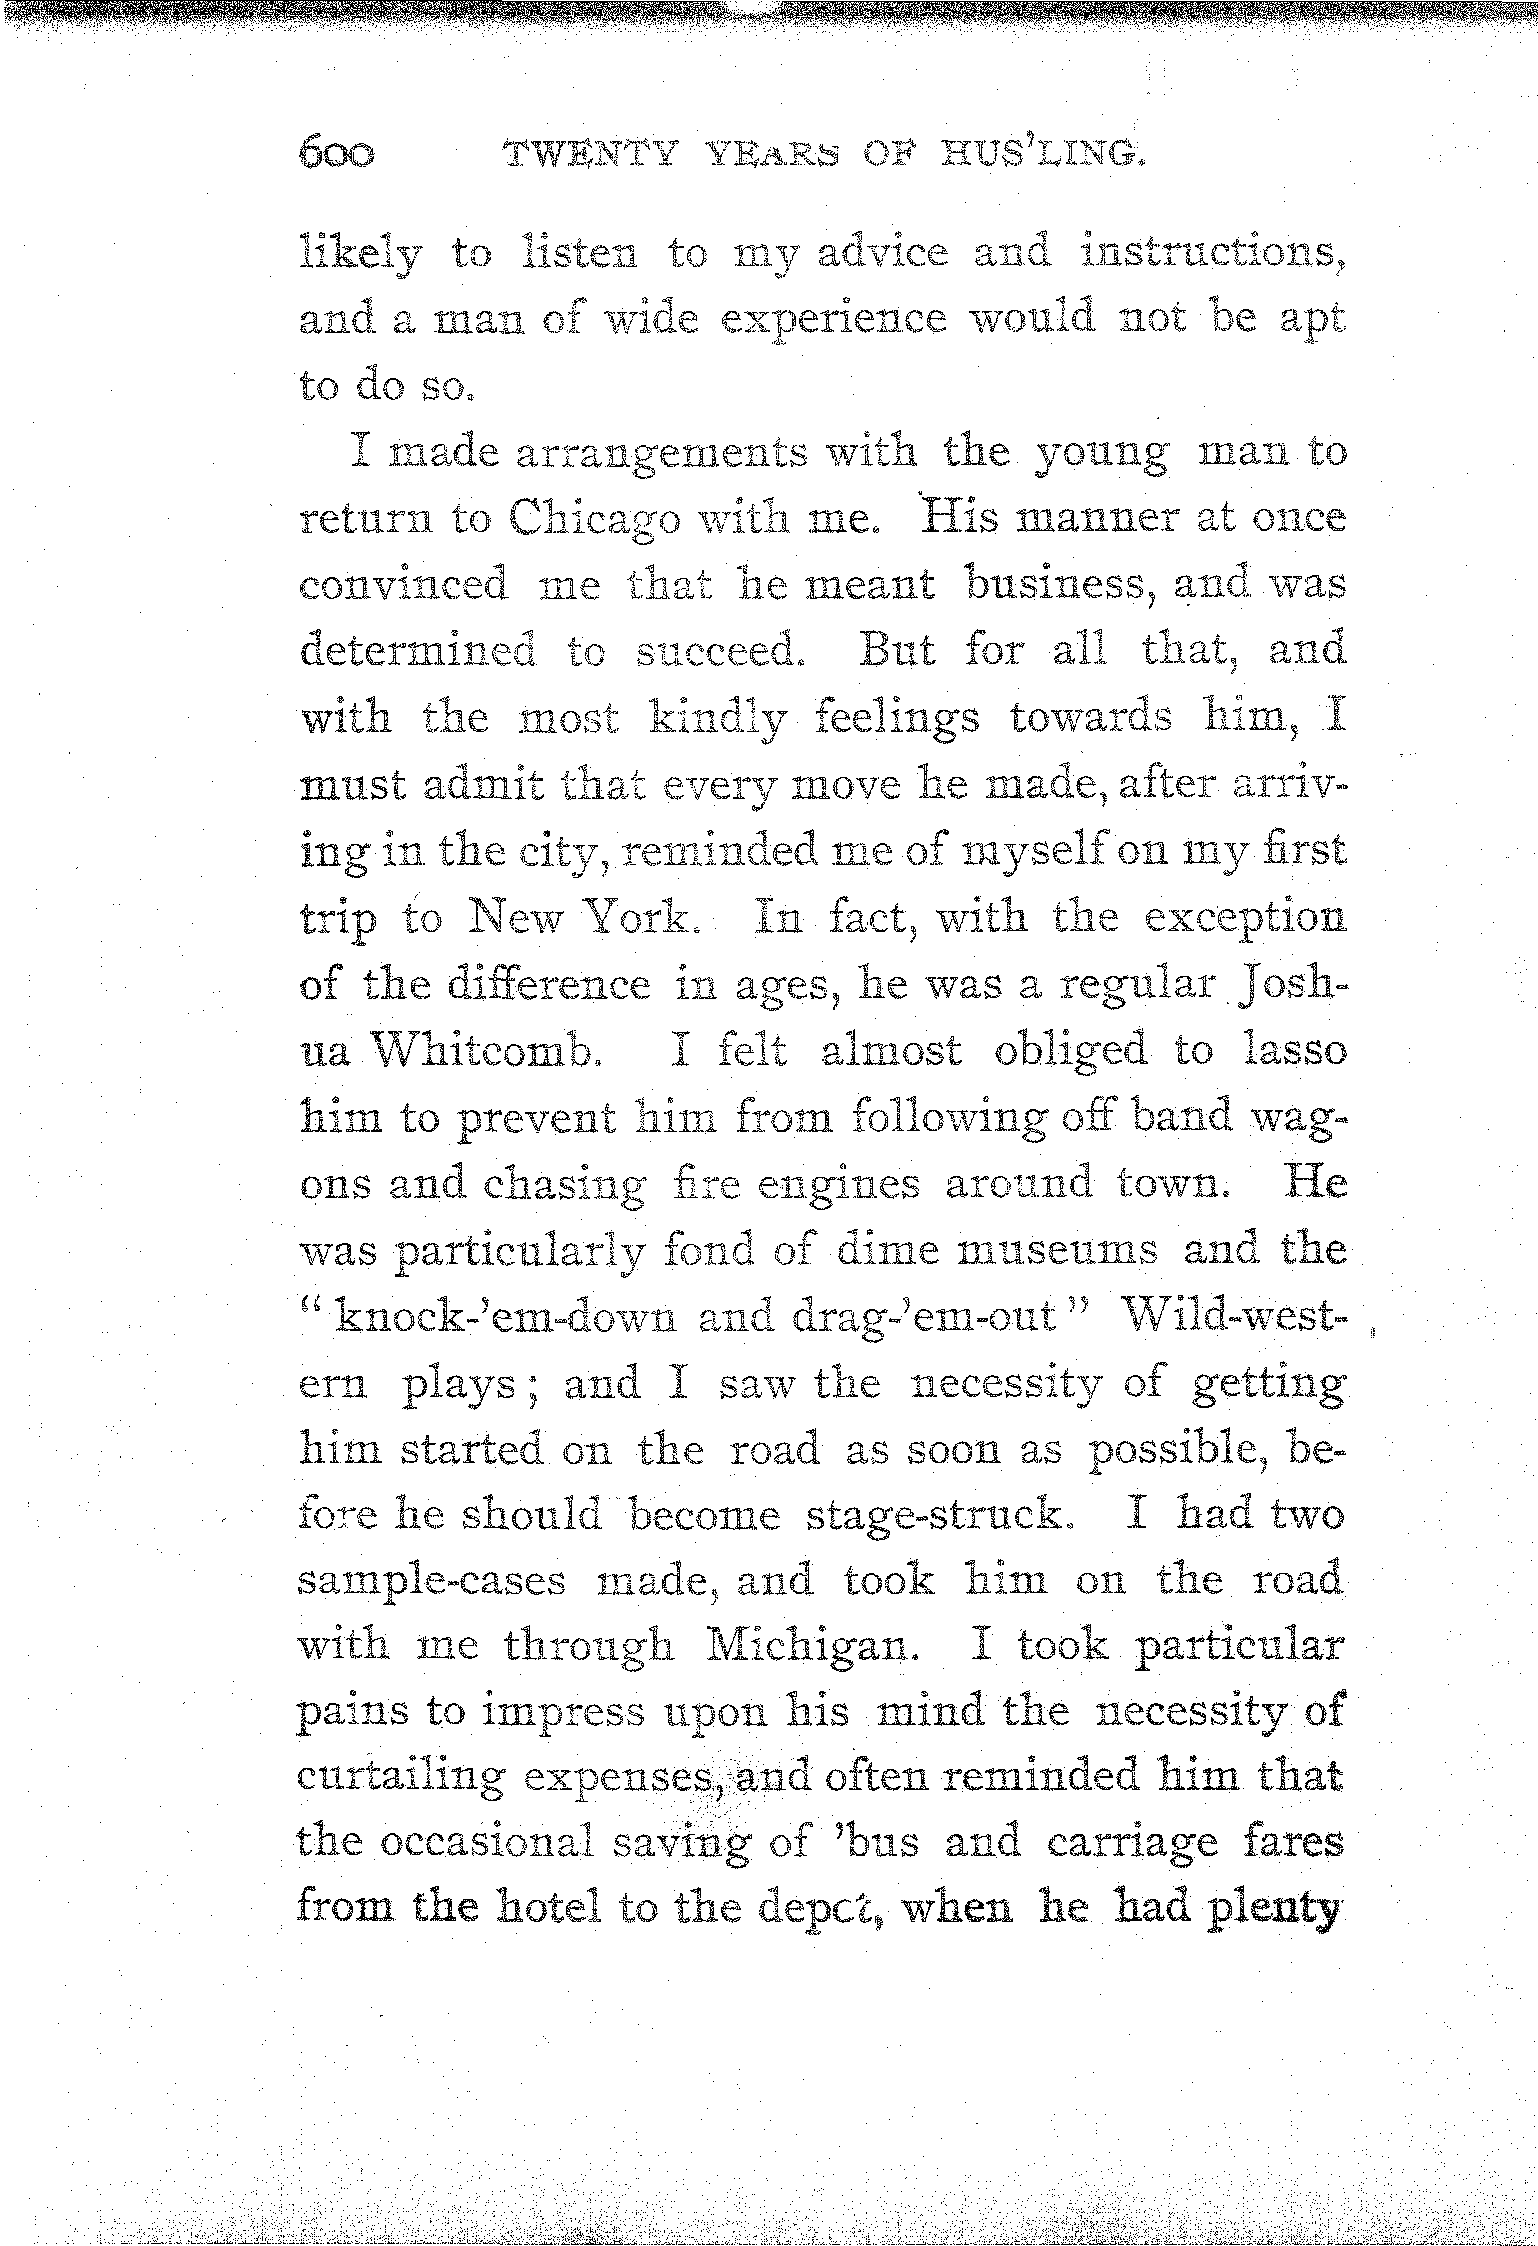 600 TWENTY YEARS OF HUS'LING.
likely to listen to my advice and instructions,
and a man of wide experience would not be apt
to do so.
I made arrangements with the young man to
return to Chicago with me. His manner at once
convinced me that he meant business, and was
determined to succeed. But for all that, and
with the most kindly feelings towards him, I
must admit that every move he made, after arriv-
ing in the city, reminded me of myself on my first
trip to New York. In fact, with the exception
of the difference in ages, he was a regular Josh-
ua Whitcomb. I felt almost obliged to lasso
him to prevent him from following off band wag-
ons and chasing fire engines around town. He
was particularly fond of dime museums and the
"knock-'em-down and drag-'em-out" Wild-west-
ern plays; and I saw the necessity of getting
him started on the road as soon as possible, be-
fore he should become stage-struck. I had two
sample-cases made, and took him on the road
with me through Michigan. I took particular
pains to impress upon his mind the necessity of
curtailing expenses, and often reminded him that
the occasional saving of 'bus and carriage fares
from the hotel to the depot, when he had plenty